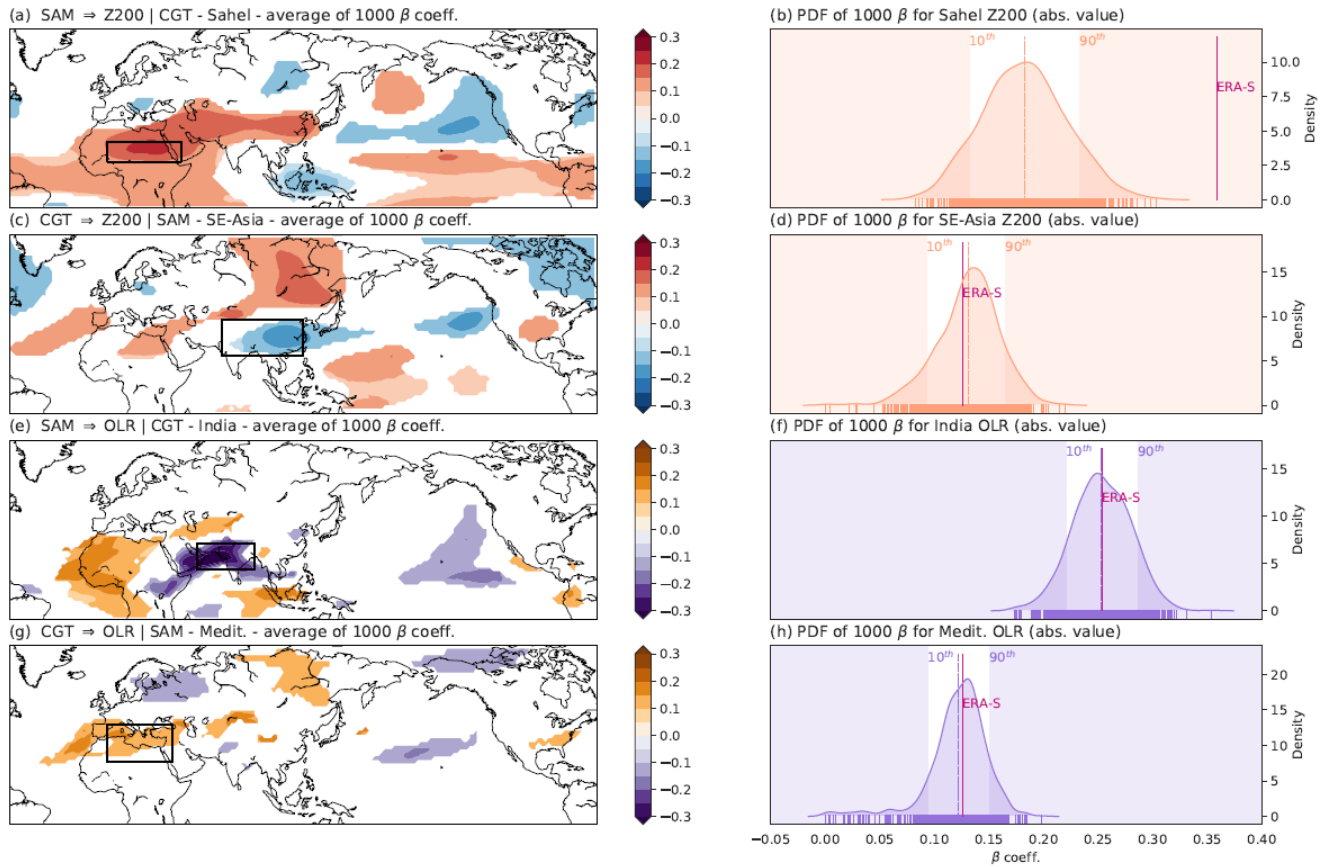 (a) SAM ⇒ Z200 | CGT - Sahel - average of 1000 β coeff.
0.3
0.2
0.1
0.0
−0.1
−0.2
−0.3
(b) PDF of 1000 β for Sahel Z200 (abs. value)
10th
90th
ERA-S
10.0
7.5
5.0
2.5
0.0
Density
(c) CGT ⇒ Z200 | SAM - SE-Asia - average of 1000 β coeff.
0.3
0.2
0.1
0.0
−0.1
−0.2
−0.3
(d) PDF of 1000 β for SE-Asia Z200 (abs. value)
10th
90th
ERA-S
15
10
5
0
Density
(e) SAM ⇒ OLR | CGT - India - average of 1000 β coeff.
0.3
0.2
0.1
0.0
−0.1
−0.2
−0.3
(f) PDF of 1000 β for India OLR (abs. value)
10th
90th
ERA-S
15
10
5
0
Density
(g) CGT ⇒ OLR | SAM - Medit. - average of 1000 β coeff.
0.3
0.2
0.1
0.0
−0.1
−0.2
−0.3
(h) PDF of 1000 β for Medit. OLR (abs. value)
10th
90th
ERA-S
20
15
10
5
0
Density
−0.05 0.00 0.05 0.10 0.15 0.20 0.25 0.30 0.35 0.40
β coeff.